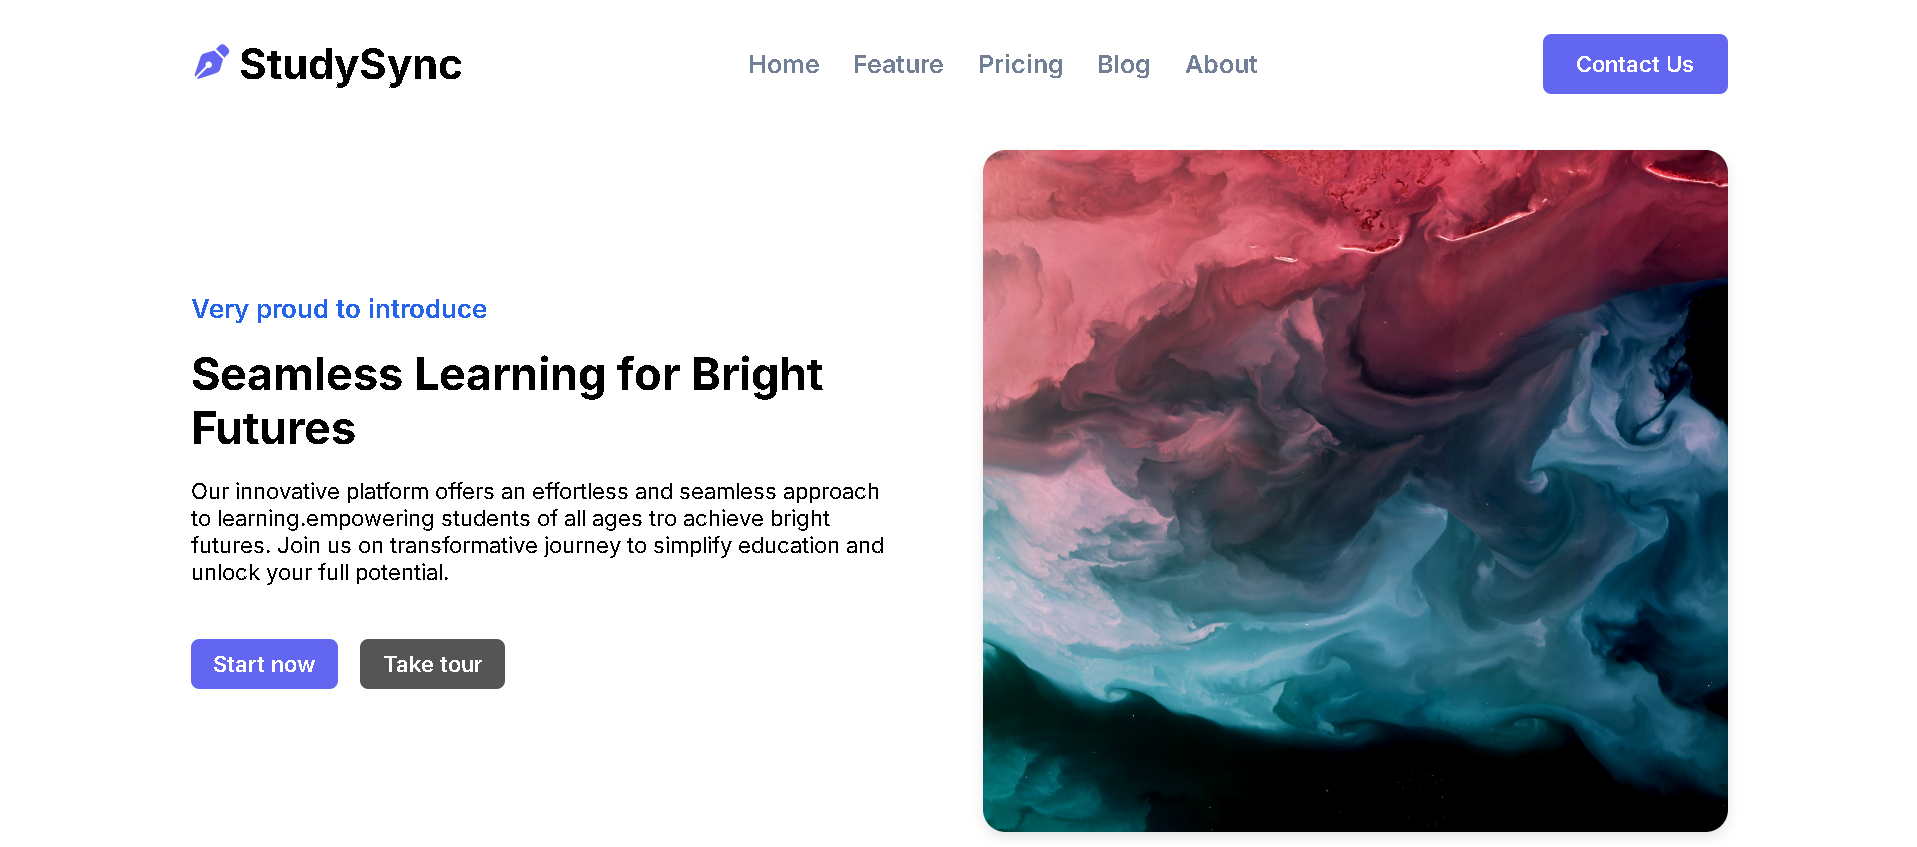 StudySync
Home Feature Pricing Blog About
Contact Us
Very proud to introduce
Seamless Learning for Bright
Futures
Our innovative platform offers an effortless and seamless approach
to learning.empowering students of all ages tro achieve bright
futures. Join us on transformative journey to simplify education and
unlock your full potential.
Start now
Take tour